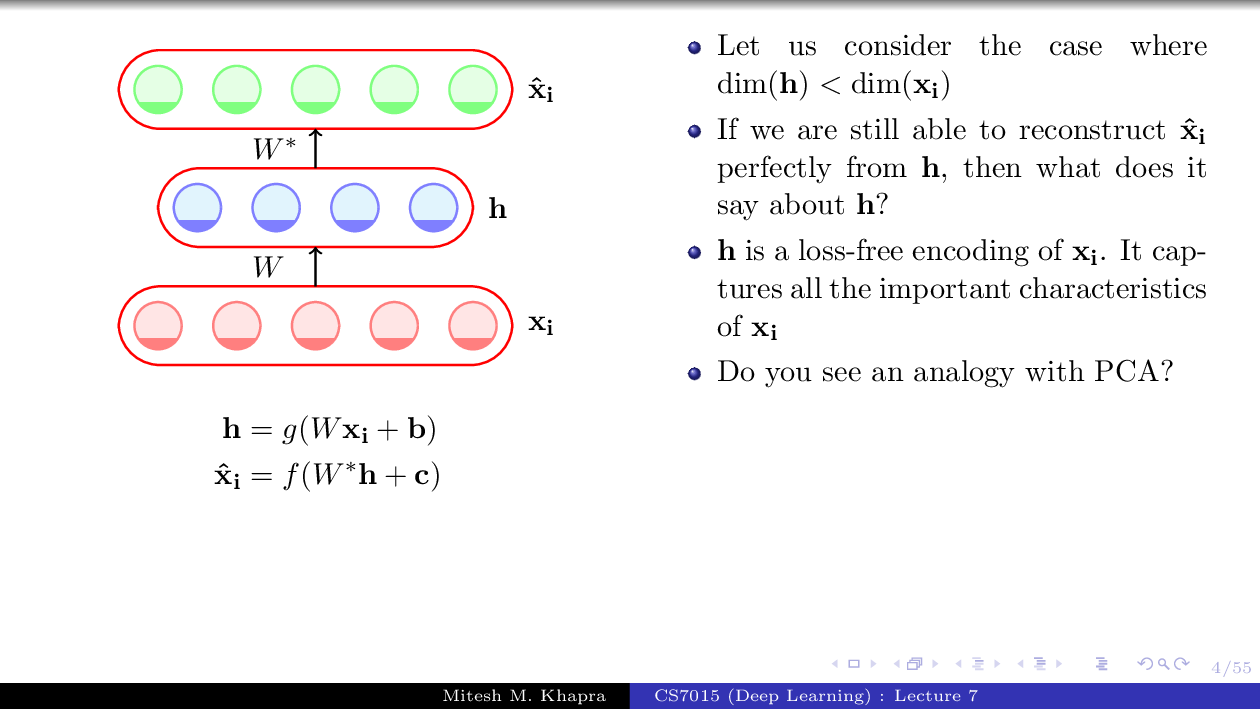 x̂ᵢ
W*
h
W
xᵢ
h = g(Wxᵢ + b)
x̂ᵢ = f(W*h + c)
Let us consider the case where
dim(h) < dim(xᵢ)
If we are still able to reconstruct x̂ᵢ
perfectly from h, then what does it
say about h?
h is a loss-free encoding of xᵢ. It cap-
tures all the important characteristics
of xᵢ
Do you see an analogy with PCA?
4/55
Mitesh M. Khapra
CS7015 (Deep Learning) : Lecture 7